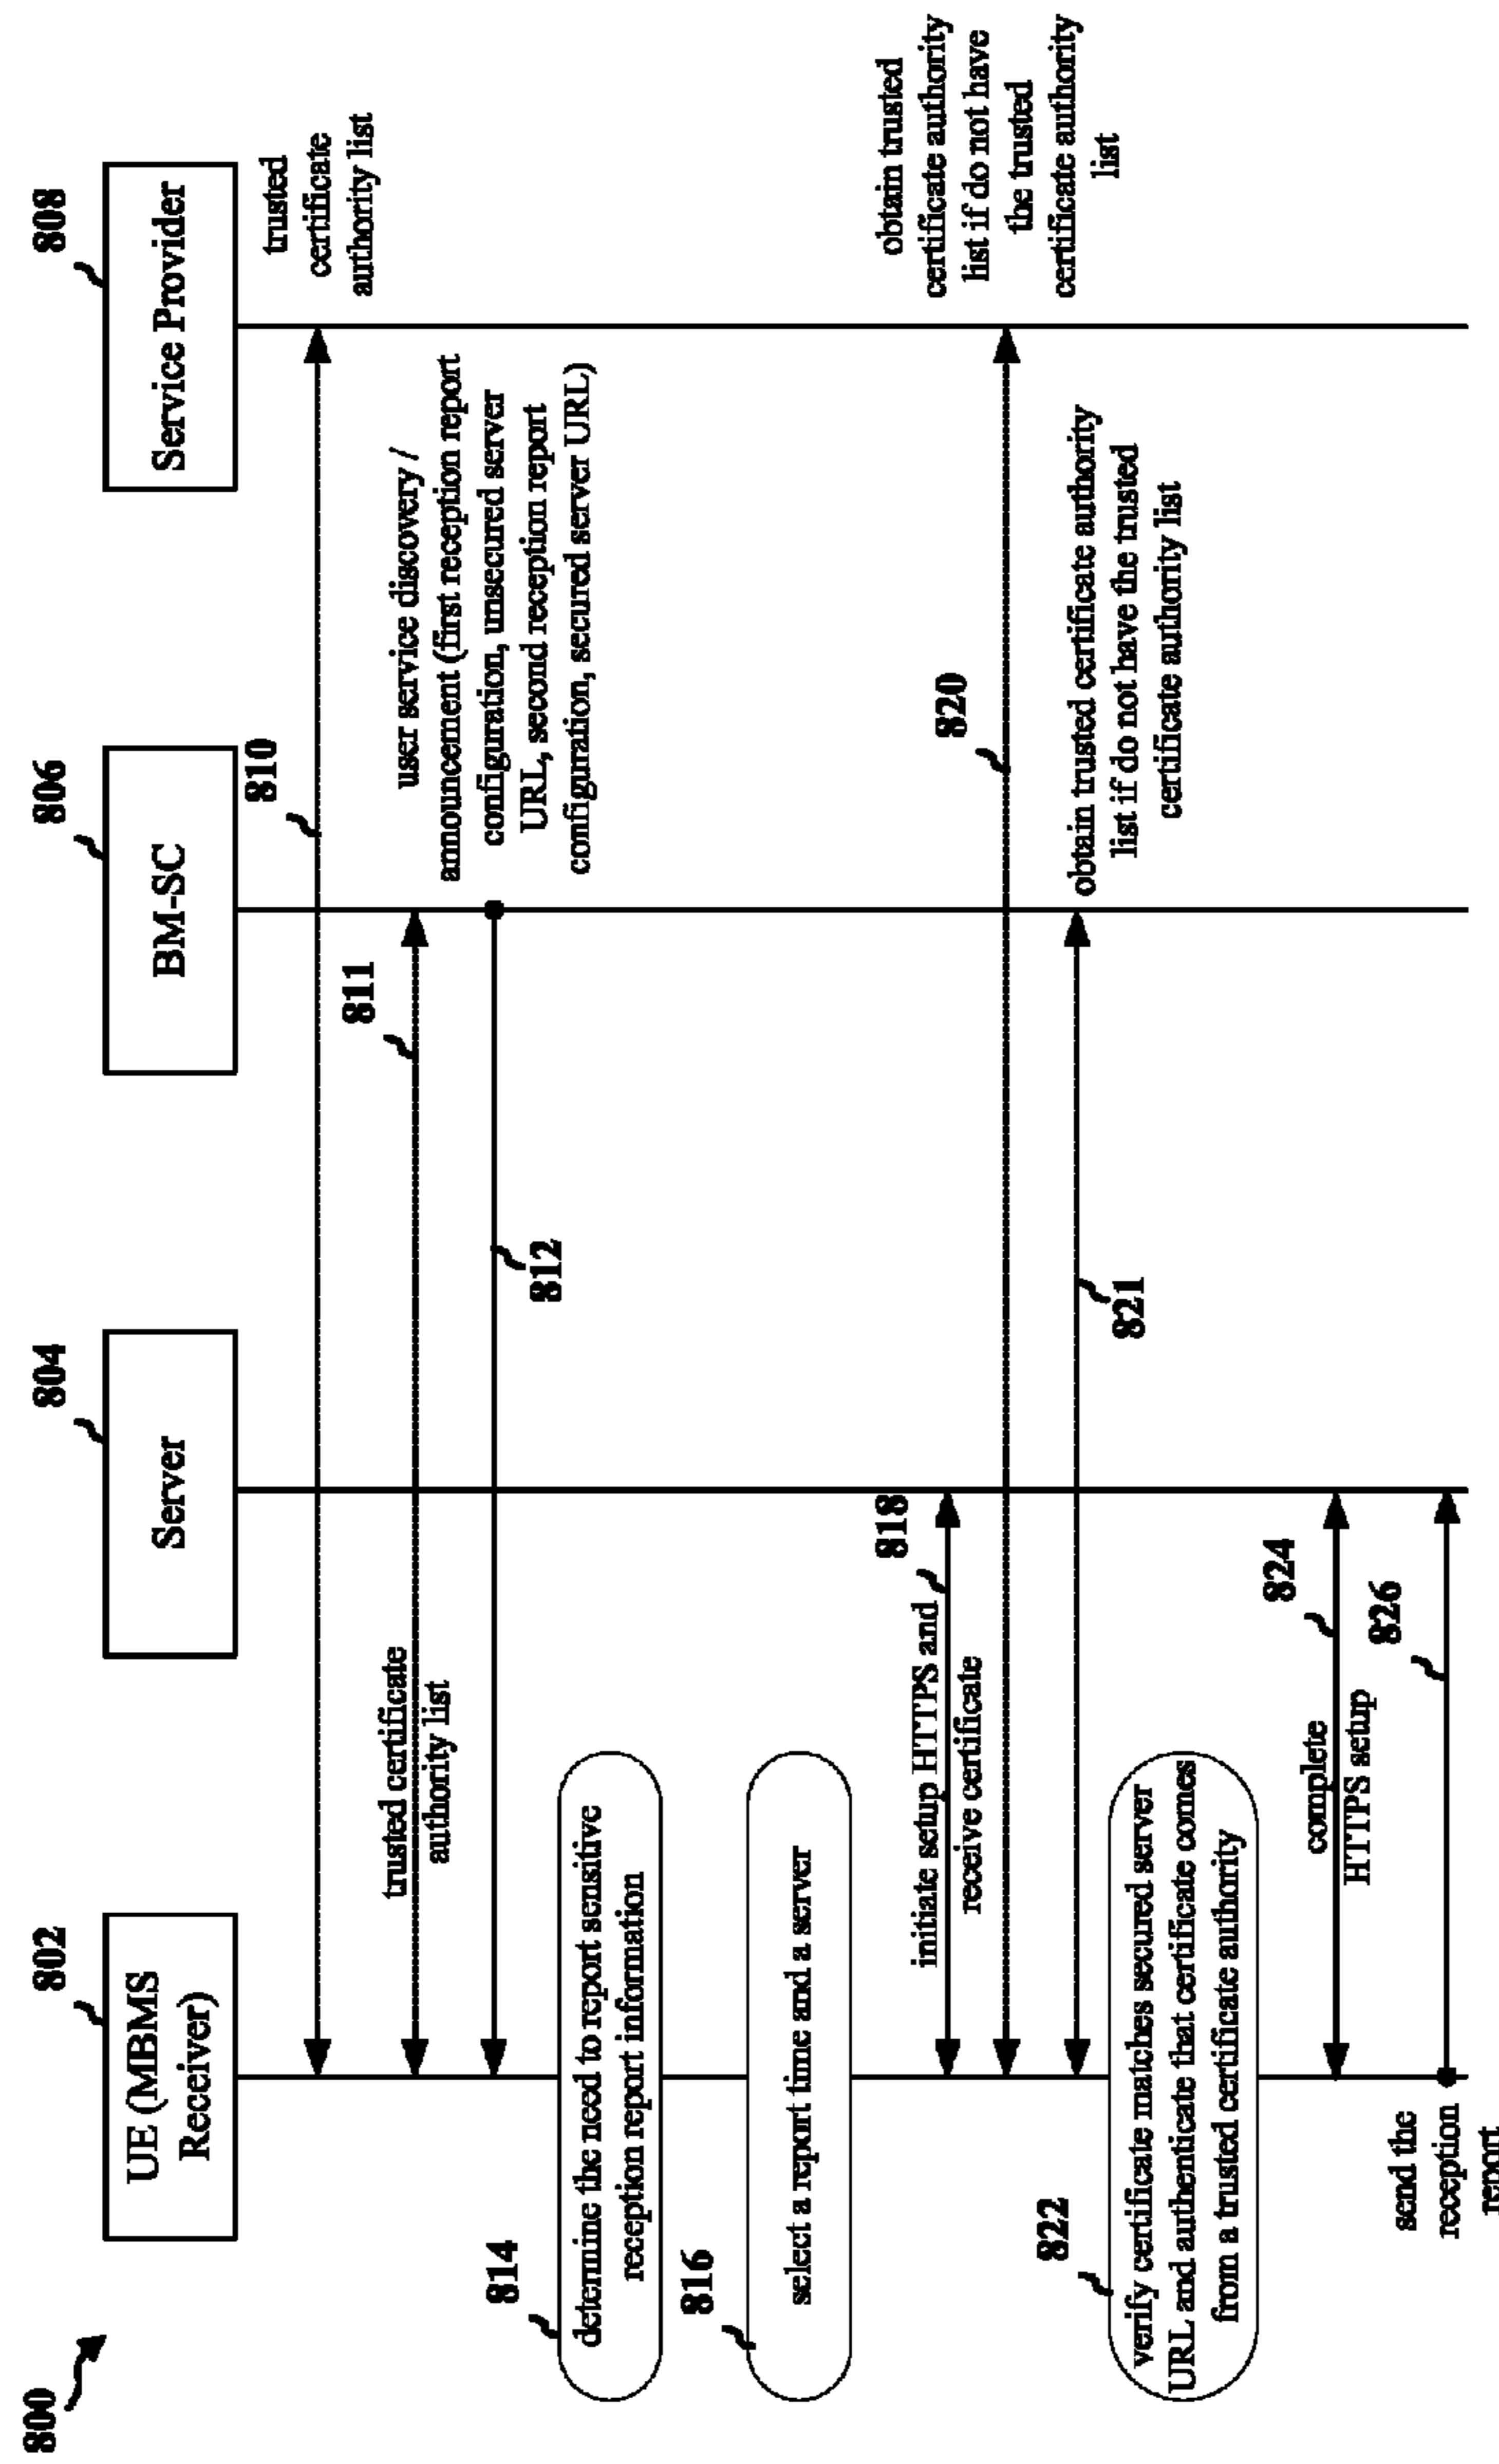 800
802
UE (MBMS
Receiver)
804
Server
806
BM-SC
808
Service Provider
810
trusted
certificate
authority list
811
trusted certificate
authority list
user service discovery /
announcement (first reception report
configuration, unsecured server
URL, second reception report
configuration, secured server URL)
812
814
determine the need to report sensitive
reception report information
816
select a report time and a server
818
initiate setup HTTPS and
receive certificate
820
obtain trusted
certificate authority
list if do not have
the trusted
certificate authority
list
821
obtain trusted certificate authority
list if do not have the trusted
certificate authority list
822
verify certificate matches secured server
URL and authenticate that certificate comes
from a trusted certificate authority
824
complete
HTTPS setup
826
send the
reception
report